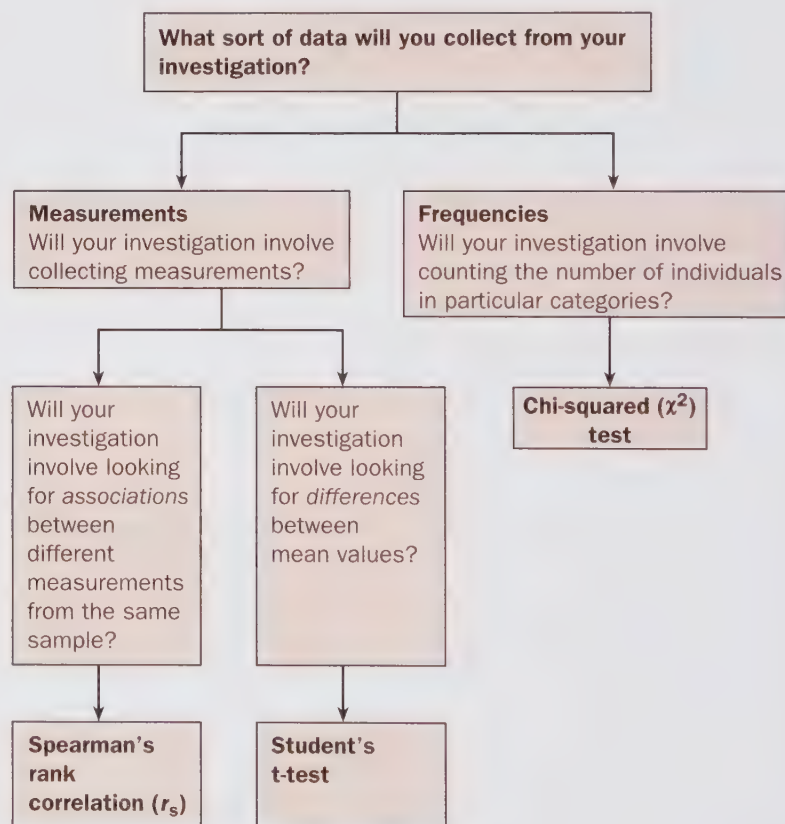 What sort of data will you collect from your
investigation?
Measurements
Will your investigation involve
collecting measurements?
Frequencies
Will your investigation involve
counting the number of individuals
in particular categories?
Will your
investigation
involve looking
for associations
between
different
measurements
from the same
sample?
Will your
investigation
involve looking
for differences
between
mean values?
Chi-squared (χ²)
test
Spearman's
rank
correlation (rₛ)
Student's
t-test